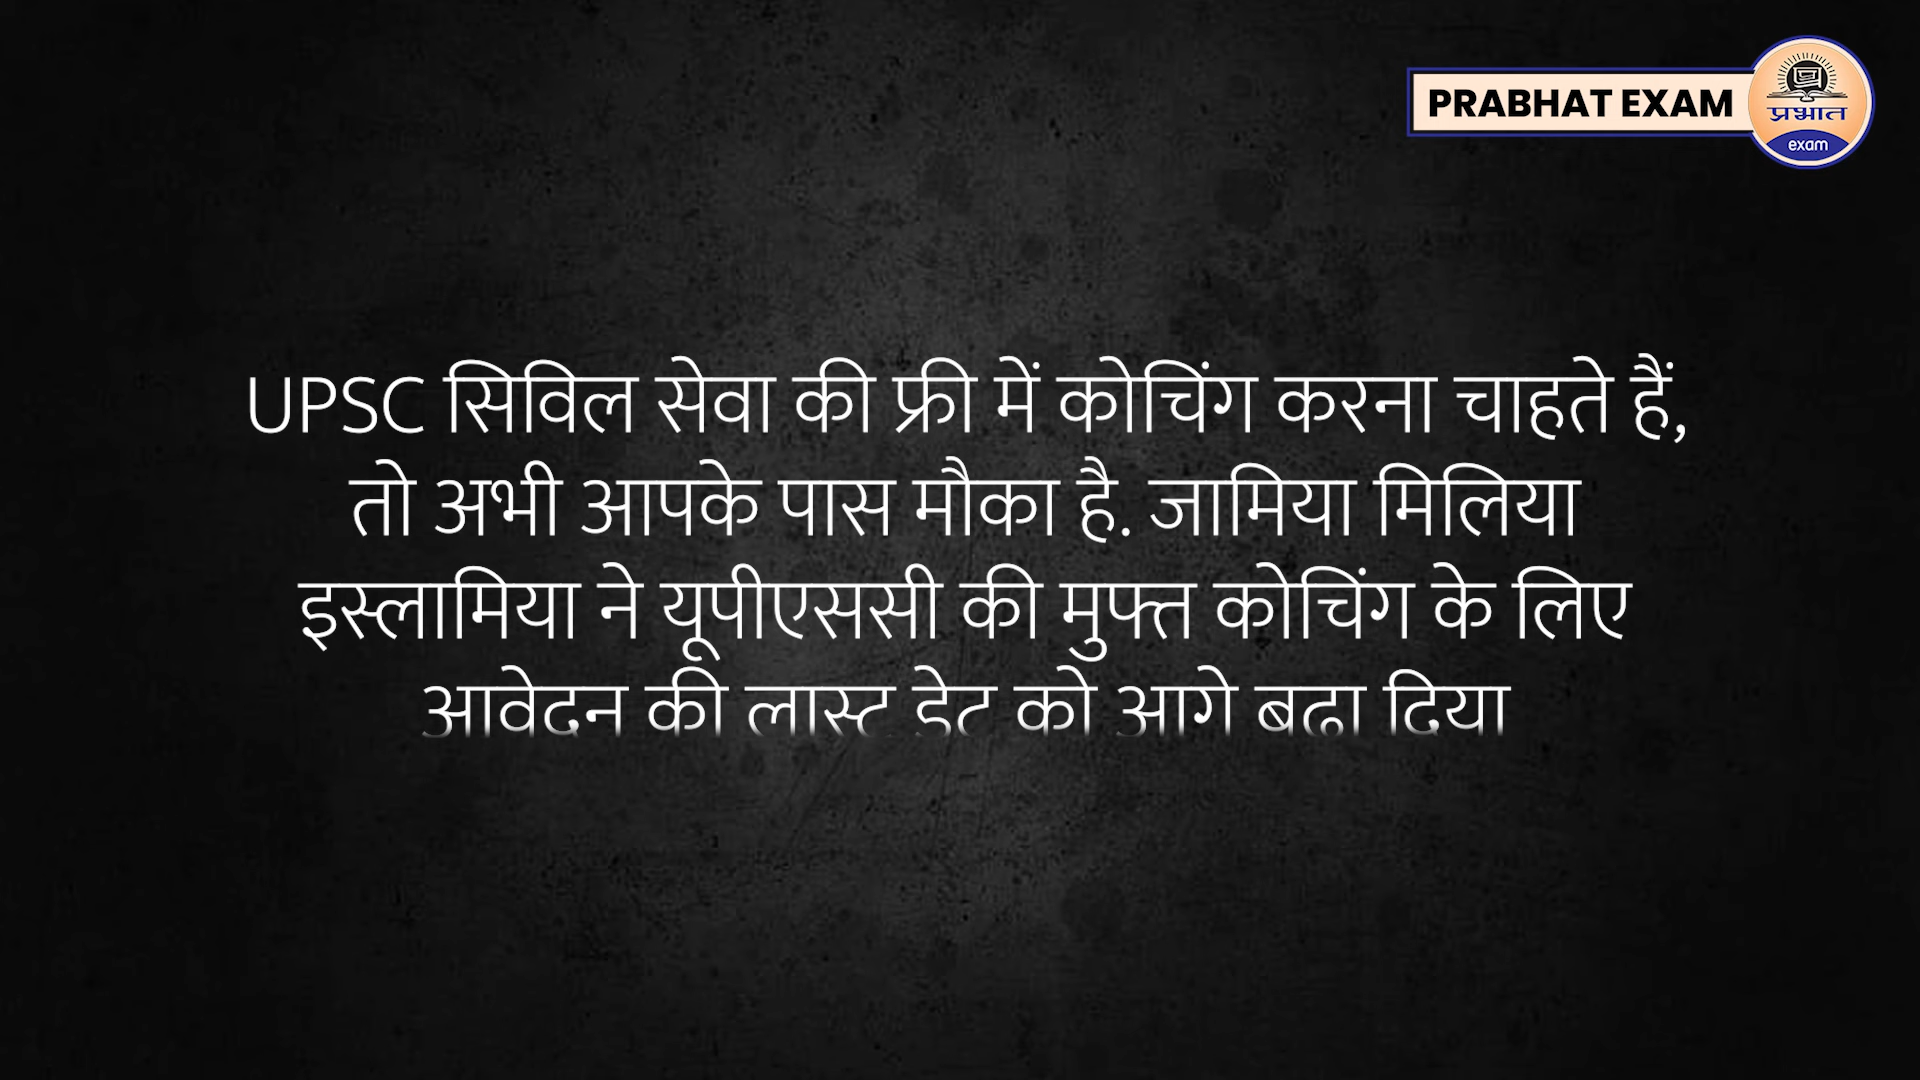 PRABHAT EXAM
प्रभात
exam
UPSC सिविल सेवा की फ्री में कोचिंग करना चाहते हैं,
तो अभी आपके पास मौका है. जामिया मिलिया
इस्लामिया ने यूपीएससी की मुफ्त कोचिंग के लिए
आवेदन की लास्ट डेट को आगे बढ़ा दिया